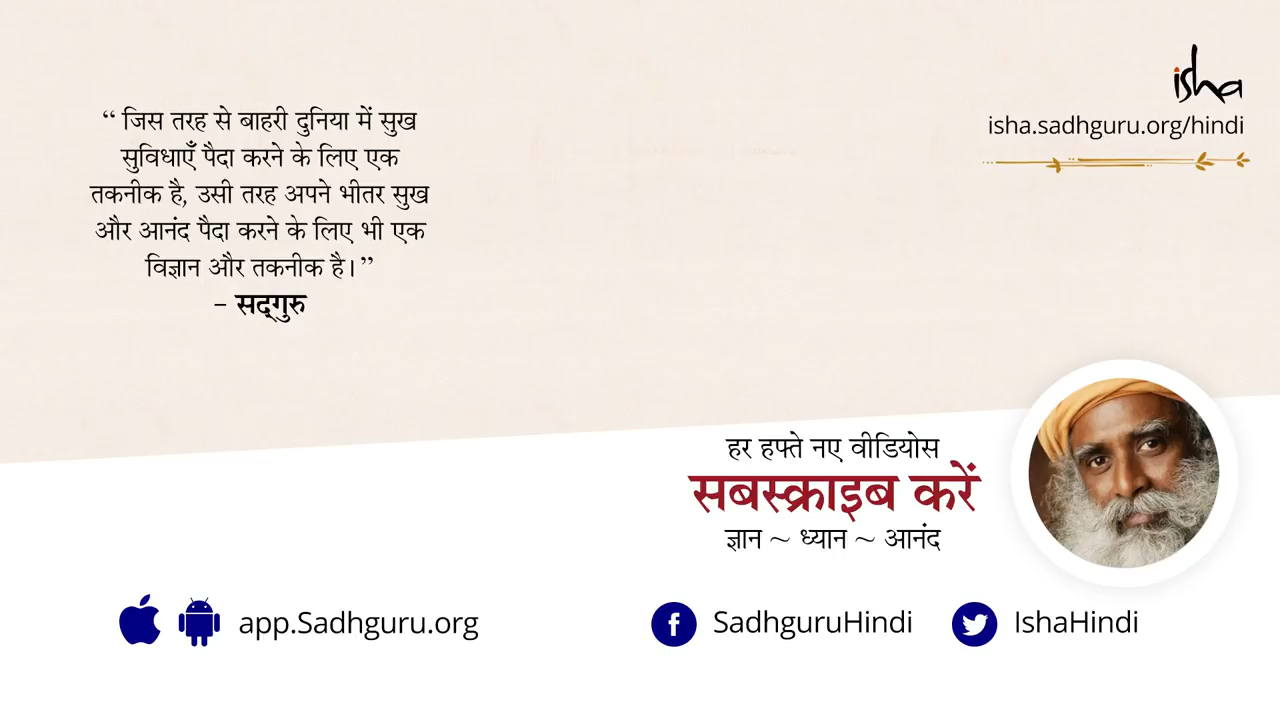 “ जिस तरह से बाहरी दुनिया में सुख
सुविधाएँ पैदा करने के लिए एक
तकनीक है, उसी तरह अपने भीतर सुख
और आनंद पैदा करने के लिए भी एक
विज्ञान और तकनीक है।”
– सद्गुरु
isha
isha.sadhguru.org/hindi
हर हफ्ते नए वीडियोस
सबस्क्राइब करें
ज्ञान ~ ध्यान ~ आनंद
app.Sadhguru.org
SadhguruHindi
IshaHindi